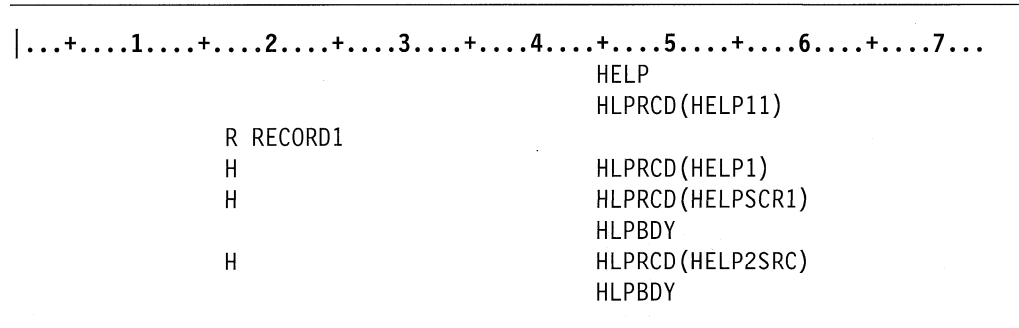 |...+....1....+....2....+....3....+....4....+....5....+....6....+....7...
HELP
HLPRCD(HELP11)
R RECORD1
H HLPRCD(HELP1)
H HLPRCD(HELPSCR1)
HLPBDY
H HLPRCD(HELP2SRC)
HLPBDY